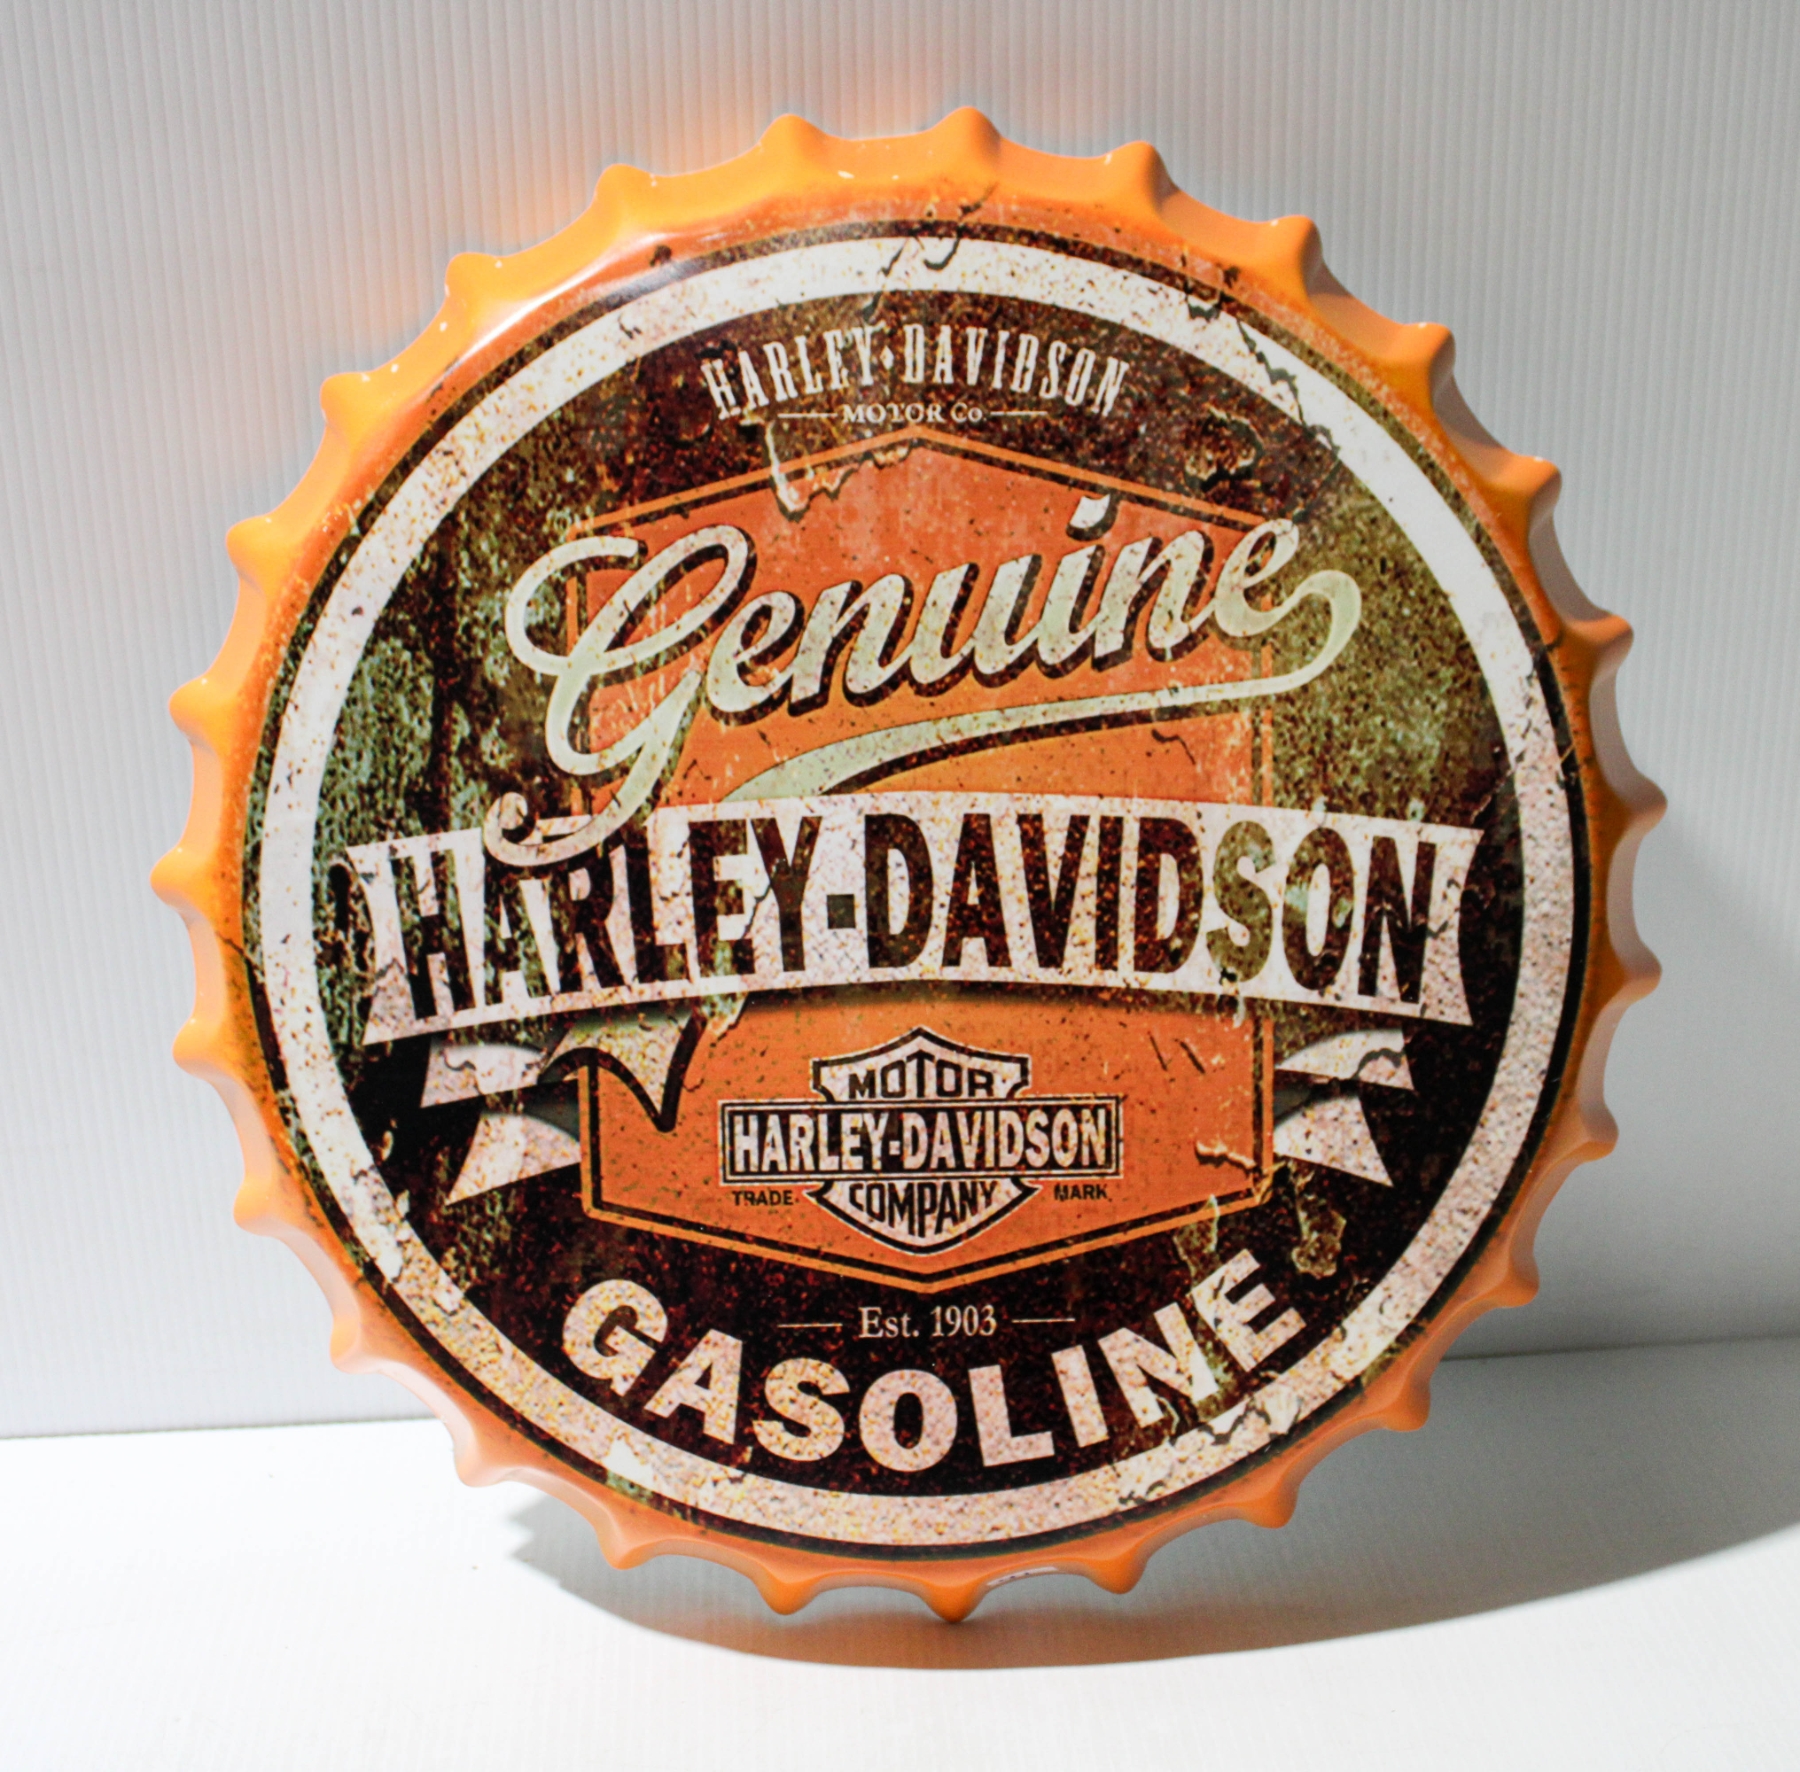 HARLEY·DAVIDSON
MOTOR Co
Genuine
HARLEY-DAVIDSON
MOTOR
HARLEY-DAVIDSON
TRADE COMPANY MARK
Est. 1903
GASOLINE